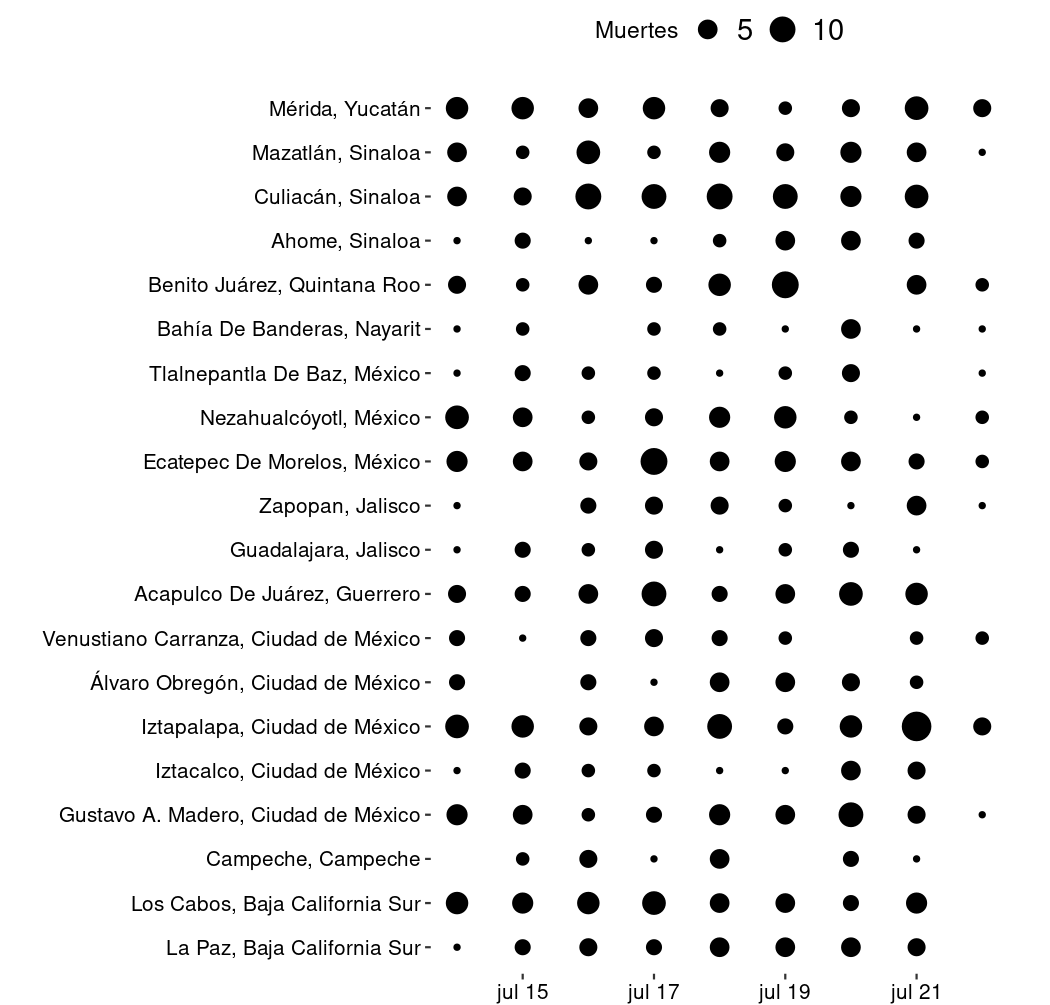 Muertes 5 10
Mérida, Yucatán
Mazatlán, Sinaloa
Culiacán, Sinaloa
Ahome, Sinaloa
Benito Juárez, Quintana Roo
Bahía De Banderas, Nayarit
Tlalnepantla De Baz, México
Nezahualcóyotl, México
Ecatepec De Morelos, México
Zapopan, Jalisco
Guadalajara, Jalisco
Acapulco De Juárez, Guerrero
Venustiano Carranza, Ciudad de México
Álvaro Obregón, Ciudad de México
Iztapalapa, Ciudad de México
Iztacalco, Ciudad de México
Gustavo A. Madero, Ciudad de México
Campeche, Campeche
Los Cabos, Baja California Sur
La Paz, Baja California Sur
jul 15 jul 17 jul 19 jul 21